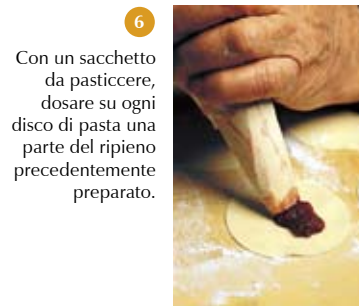 6
Con un sacchetto
da pasticcere,
dosare su ogni
disco di pasta una
parte del ripieno
precedentemente
preparato.